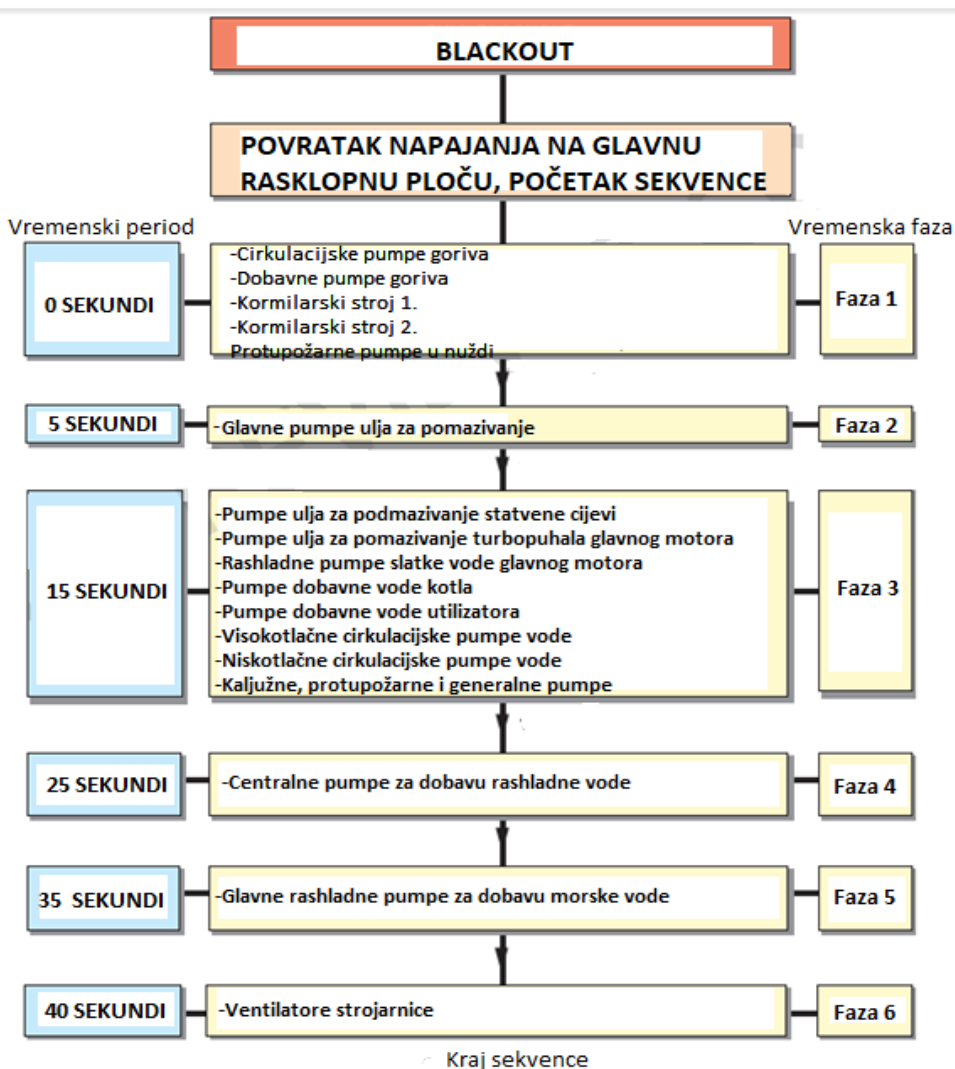 BLACKOUT
POVRATAK NAPAJANJA NA GLAVNU
RASKLOPNU PLOČU, POČETAK SEKVENCE
Vremenski period
Vremenska faza
0 SEKUNDI
-Cirkulacijske pumpe goriva
-Dobavne pumpe goriva
-Kormilarski stroj 1.
-Kormilarski stroj 2.
Protupožarne pumpe u nuždi
Faza 1
5 SEKUNDI
-Glavne pumpe ulja za pomazivanje
Faza 2
15 SEKUNDI
-Pumpe ulja za podmazivanje statvene cijevi
-Pumpe ulja za pomazivanje turbopuhala glavnog motora
-Rashladne pumpe slatke vode glavnog motora
-Pumpe dobavne vode kotla
-Pumpe dobavne vode utilizatora
-Visokotlačne cirkulacijske pumpe vode
-Niskotlačne cirkulacijske pumpe vode
-Kaljužne, protupožarne i generalne pumpe
Faza 3
25 SEKUNDI
-Centralne pumpe za dobavu rashladne vode
Faza 4
35 SEKUNDI
-Glavne rashladne pumpe za dobavu morske vode
Faza 5
40 SEKUNDI
-Ventilatore strojarnice
Faza 6
Kraj sekvence